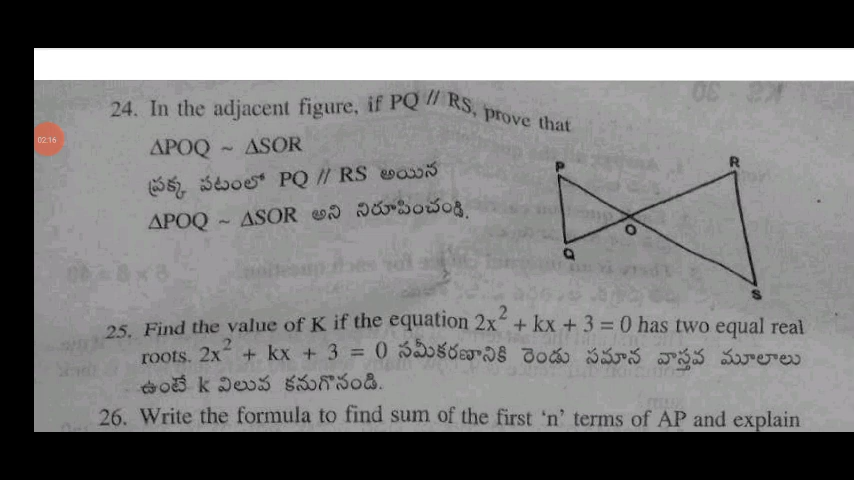 24. In the adjacent figure, if PQ // RS, prove that
02:16
ΔPOQ ~ ΔSOR
ప్రక్క పటంలో PQ // RS అయిన
ΔPOQ ~ ΔSOR అని నిరూపించండి.
P
R
O
Q
S
25. Find the value of K if the equation 2x² + kx + 3 = 0 has two equal real
roots. 2x² + kx + 3 = 0 సమీకరణానికి రెండు సమాన వాస్తవ మూలాలు
ఉంటే k విలువ కనుగొనండి.
26. Write the formula to find sum of the first 'n' terms of AP and explain